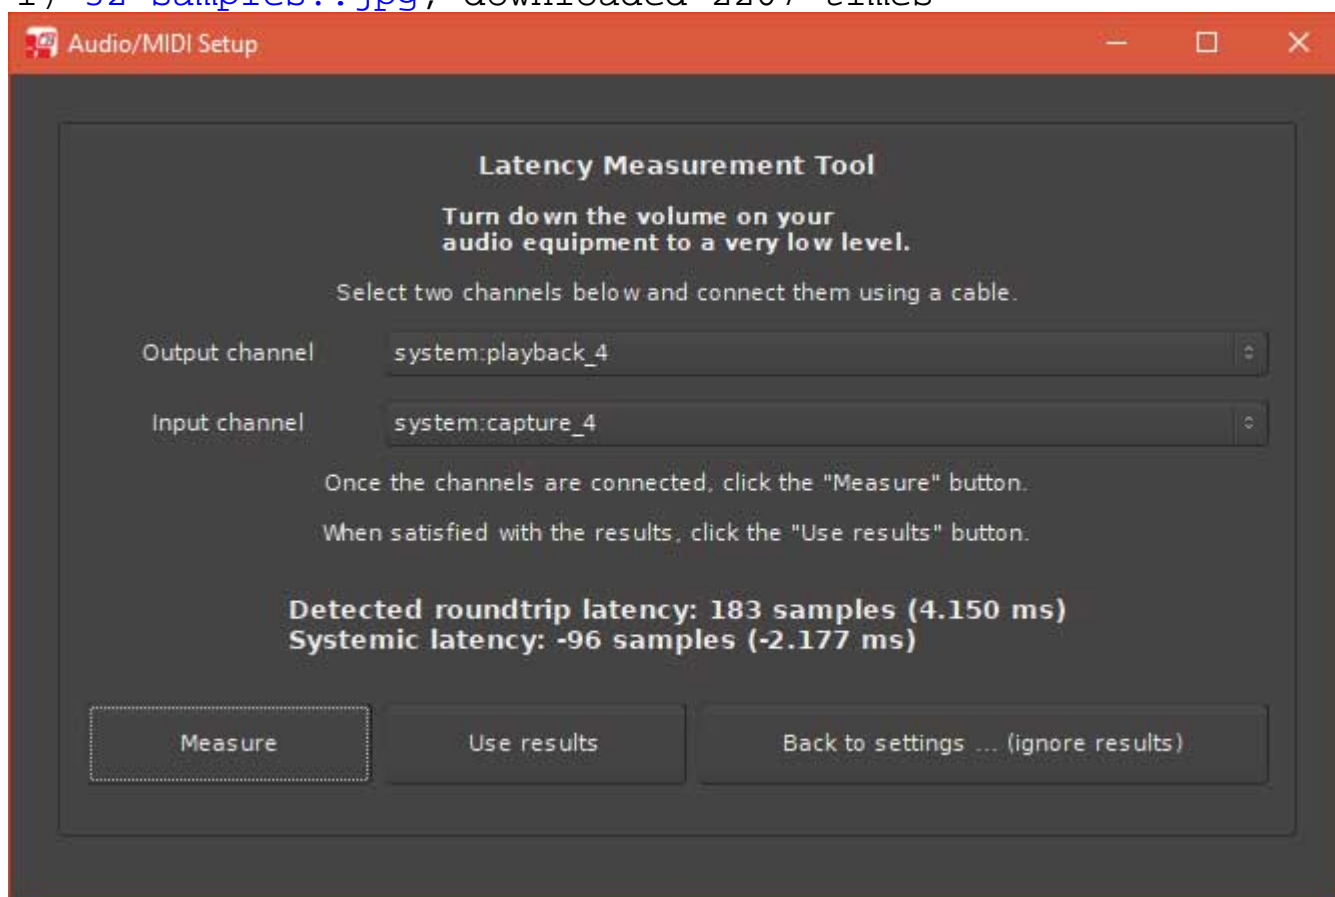 downloaded 2207 times
Audio/MIDI Setup
Latency Measurement Tool
Turn down the volume on your
audio equipment to a very low level.
Select two channels below and connect them using a cable.
Output channel system:playback_4
Input channel system:capture_4
Once the channels are connected, click the "Measure" button.
When satisfied with the results, click the "Use results" button.
Detected roundtrip latency: 183 samples (4.150 ms)
Systemic latency: -96 samples (-2.177 ms)
Measure Use results Back to settings ... (ignore results)